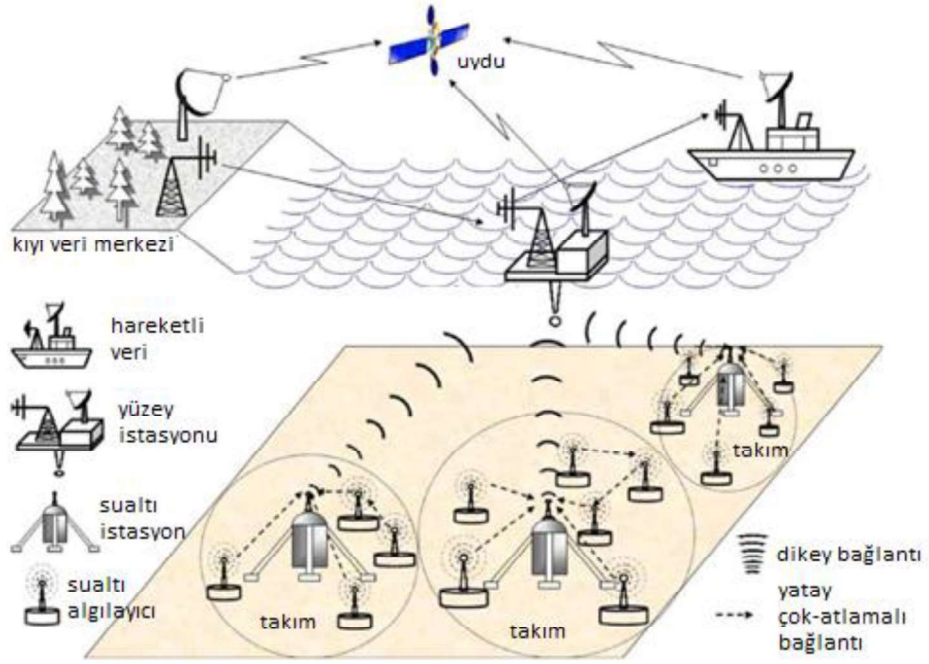 uydu
kıyı veri merkezi
hareketli
veri
yüzey
istasyonu
sualtı
istasyon
sualtı
algılayıcı
takım
takım
takım
dikey bağlantı
yatay
çok-atlamalı
bağlantı